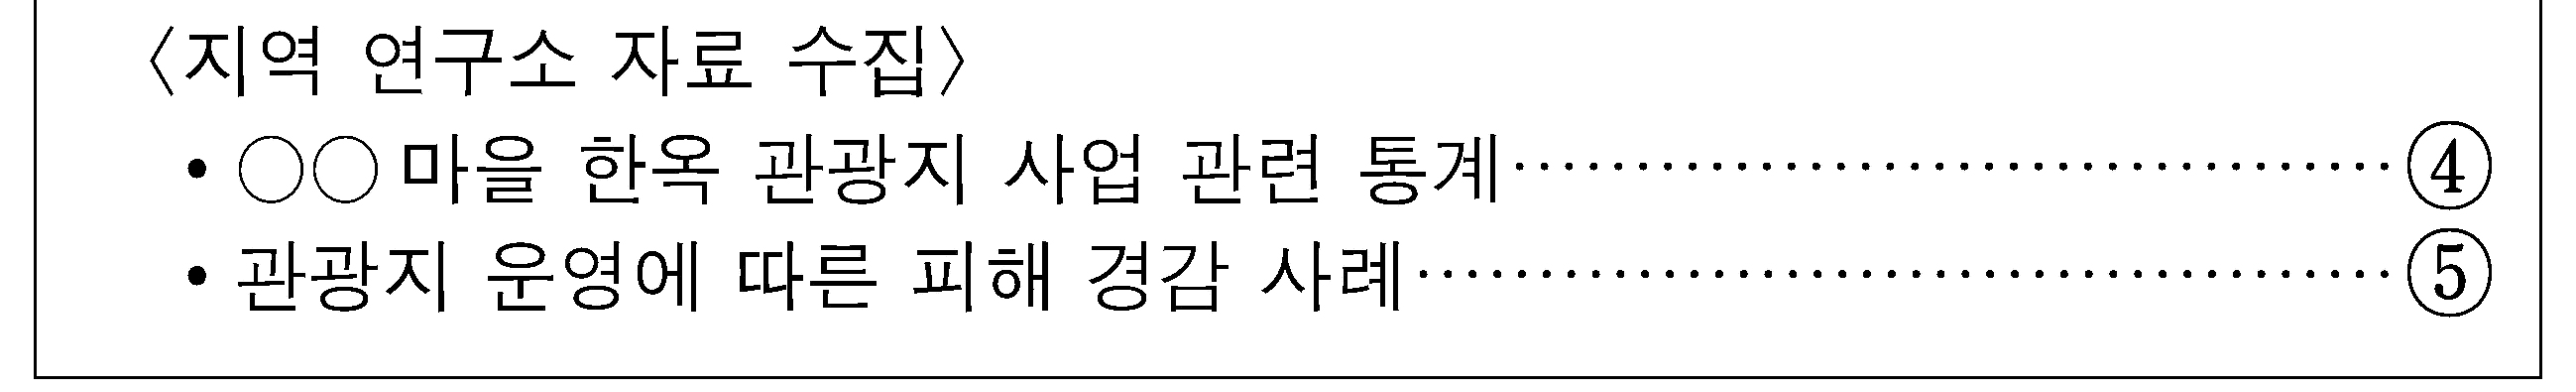 〈지역 연구소 자료 수집〉
• ○○ 마을 한옥 관광지 사업 관련 통계 ···································· ④
• 관광지 운영에 따른 피해 경감 사례 ········································ ⑤